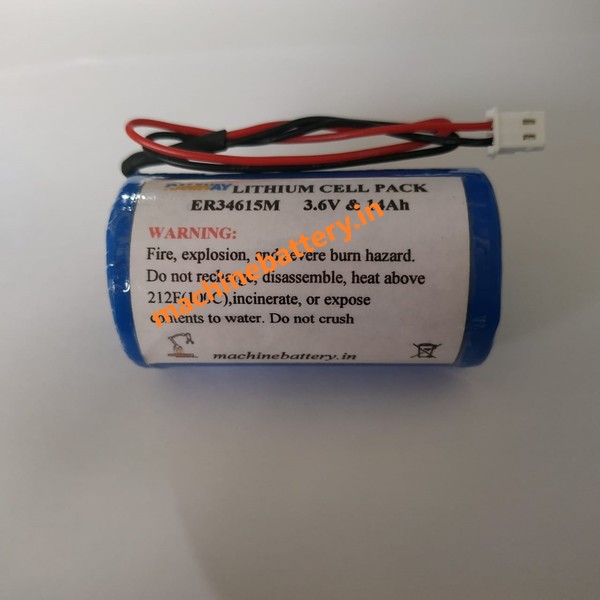 LITHIUM CELL PACK
ER34615M 3.6V & 14Ah
WARNING:
Fire, explosion, and severe burn hazard.
Do not recharge, disassemble, heat above
212F(100C),incinerate, or expose
contents to water. Do not crush
machinebattery.in
machinebattery.in